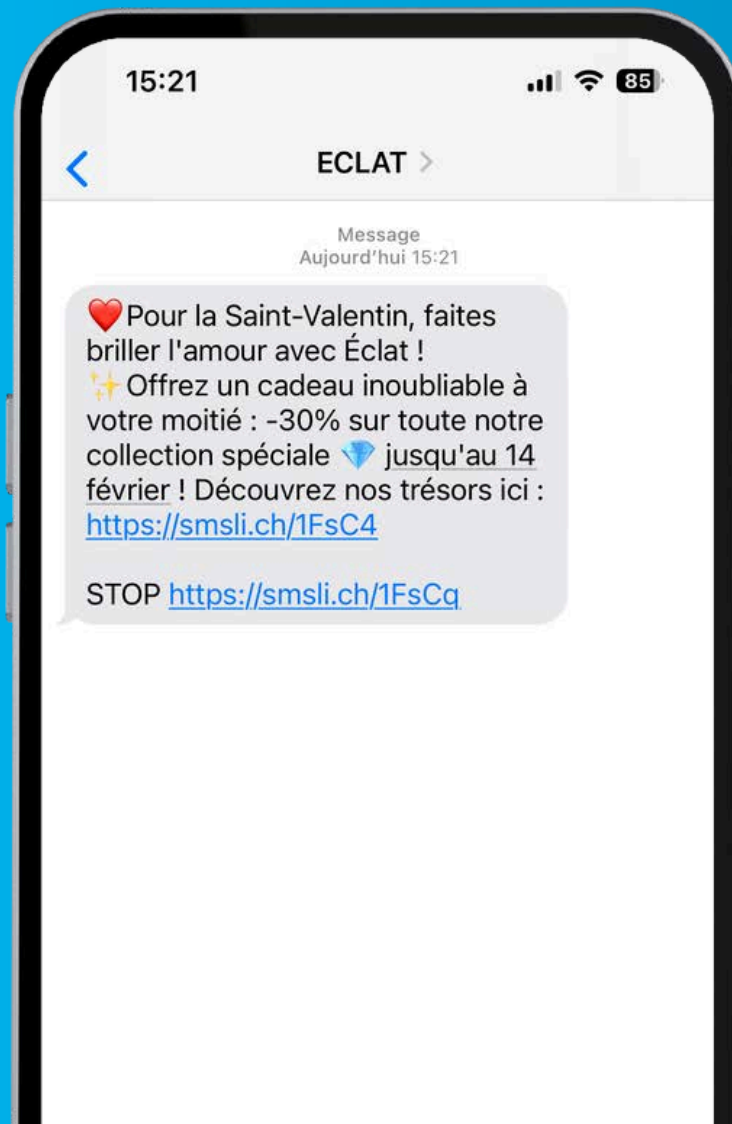 15:21
85
ECLAT
Message
Aujourd'hui 15:21
❤️Pour la Saint-Valentin, faites
briller l'amour avec Éclat !
✨ Offrez un cadeau inoubliable à
votre moitié : -30% sur toute notre
collection spéciale 💎 jusqu'au 14
février ! Découvrez nos trésors ici :
https://smsli.ch/1FsC4
STOP https://smsli.ch/1FsCq